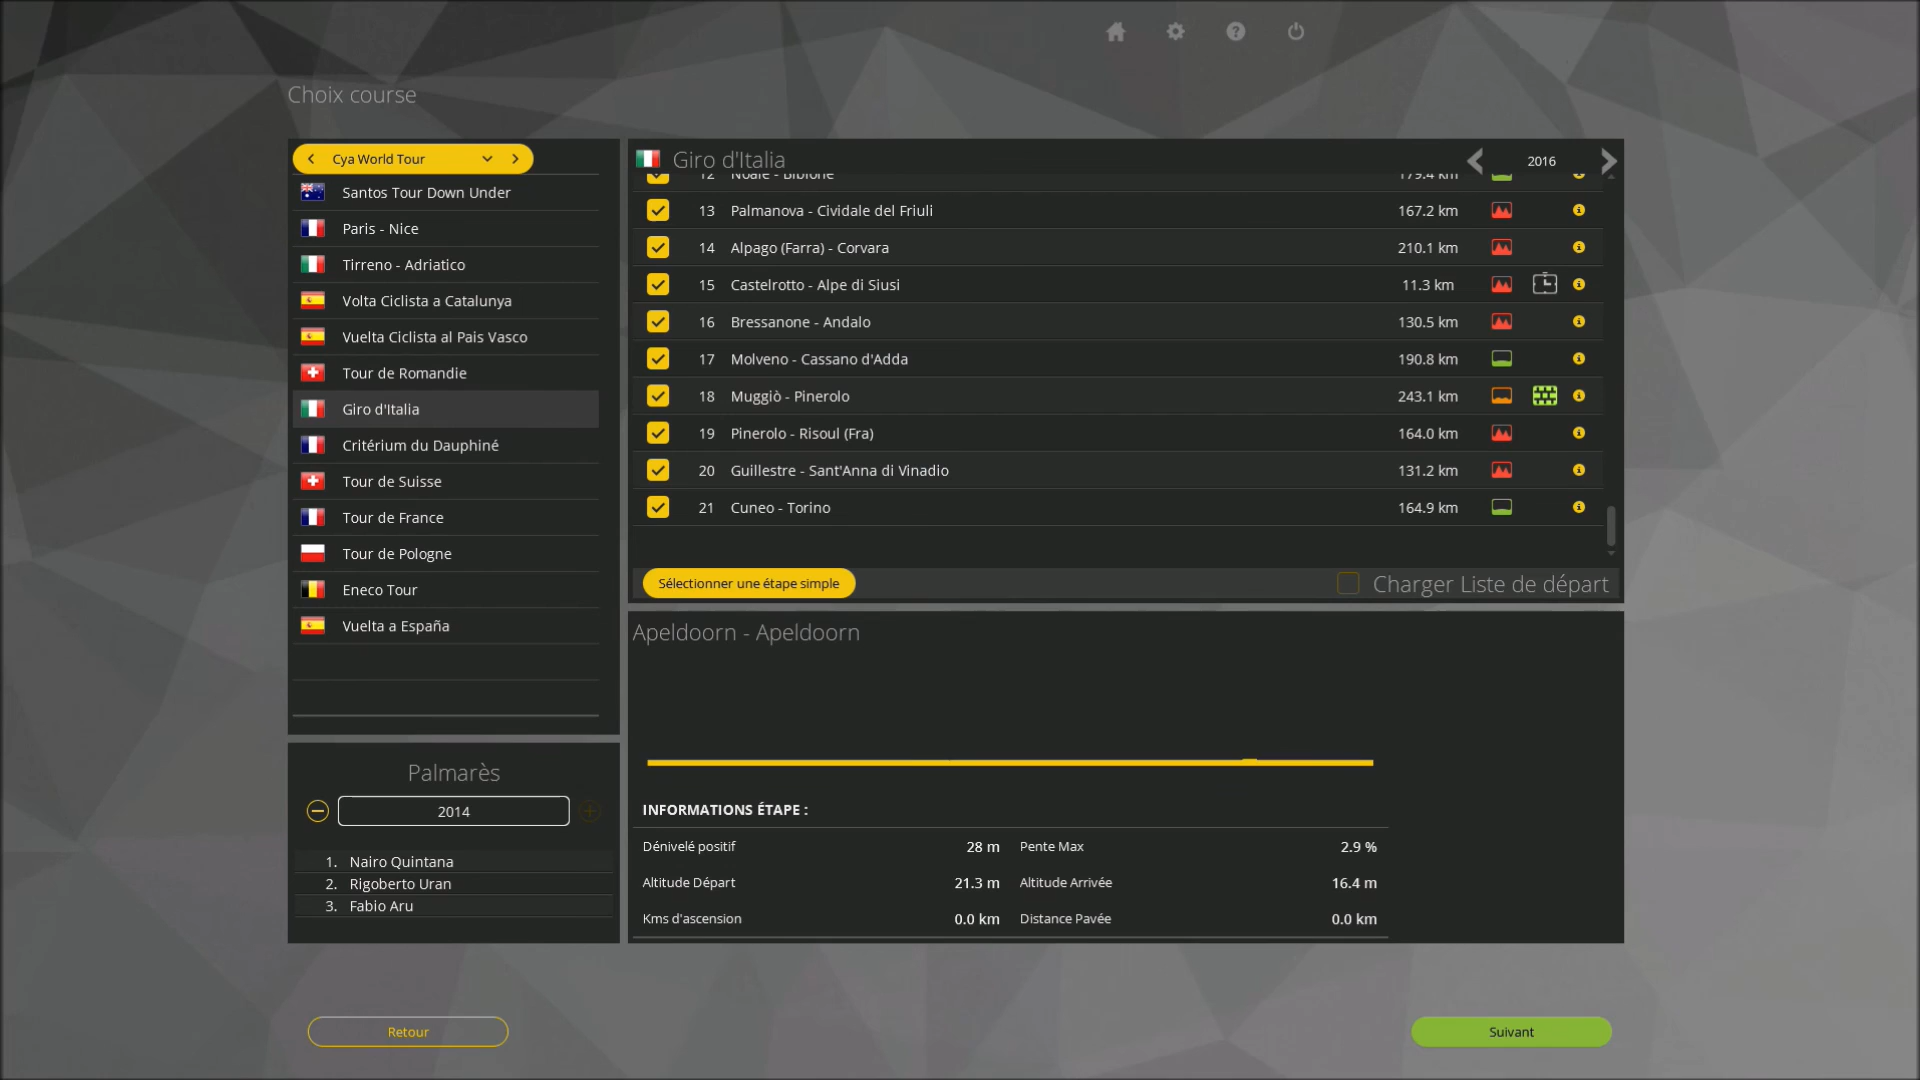 Choix course
Cya World Tour
Santos Tour Down Under
Paris - Nice
Tirreno - Adriatico
Volta Ciclista a Catalunya
Vuelta Ciclista al Pais Vasco
Tour de Romandie
Giro d'Italia
Critérium du Dauphiné
Tour de Suisse
Tour de France
Tour de Pologne
Eneco Tour
Vuelta a España
Palmarès
2014
1. Nairo Quintana
2. Rigoberto Uran
3. Fabio Aru
Giro d'Italia 2016
12 Noale - Bibione 179.4 km
13 Palmanova - Cividale del Friuli 167.2 km
14 Alpago (Farra) - Corvara 210.1 km
15 Castelrotto - Alpe di Siusi 11.3 km
16 Bressanone - Andalo 130.5 km
17 Molveno - Cassano d'Adda 190.8 km
18 Muggiò - Pinerolo 243.1 km
19 Pinerolo - Risoul (Fra) 164.0 km
20 Guillestre - Sant'Anna di Vinadio 131.2 km
21 Cuneo - Torino 164.9 km
Sélectionner une étape simple
Charger Liste de départ
Apeldoorn - Apeldoorn
INFORMATIONS ÉTAPE :
Dénivelé positif 28 m Pente Max 2.9 %
Altitude Départ 21.3 m Altitude Arrivée 16.4 m
Kms d'ascension 0.0 km Distance Pavée 0.0 km
Retour
Suivant